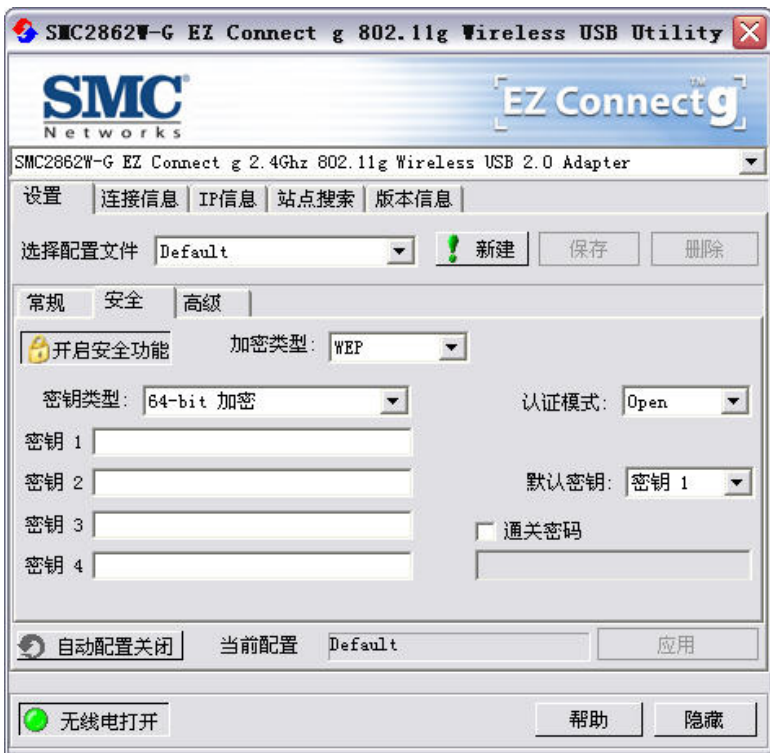 SMC2862W-G EZ Connect g 802.11g Wireless USB Utility
SMC
Networks
EZ Connect™ g
SMC2862W-G EZ Connect g 2.4Ghz 802.11g Wireless USB 2.0 Adapter
设置 连接信息 IP信息 站点搜索 版本信息
选择配置文件 Default 新建 保存 删除
常规 安全 高级
开启安全功能 加密类型: WEP
密钥类型: 64-bit 加密 认证模式: Open
密钥 1
密钥 2 默认密钥: 密钥 1
密钥 3 通关密码
密钥 4
自动配置关闭 当前配置 Default 应用
无线电打开 帮助 隐藏